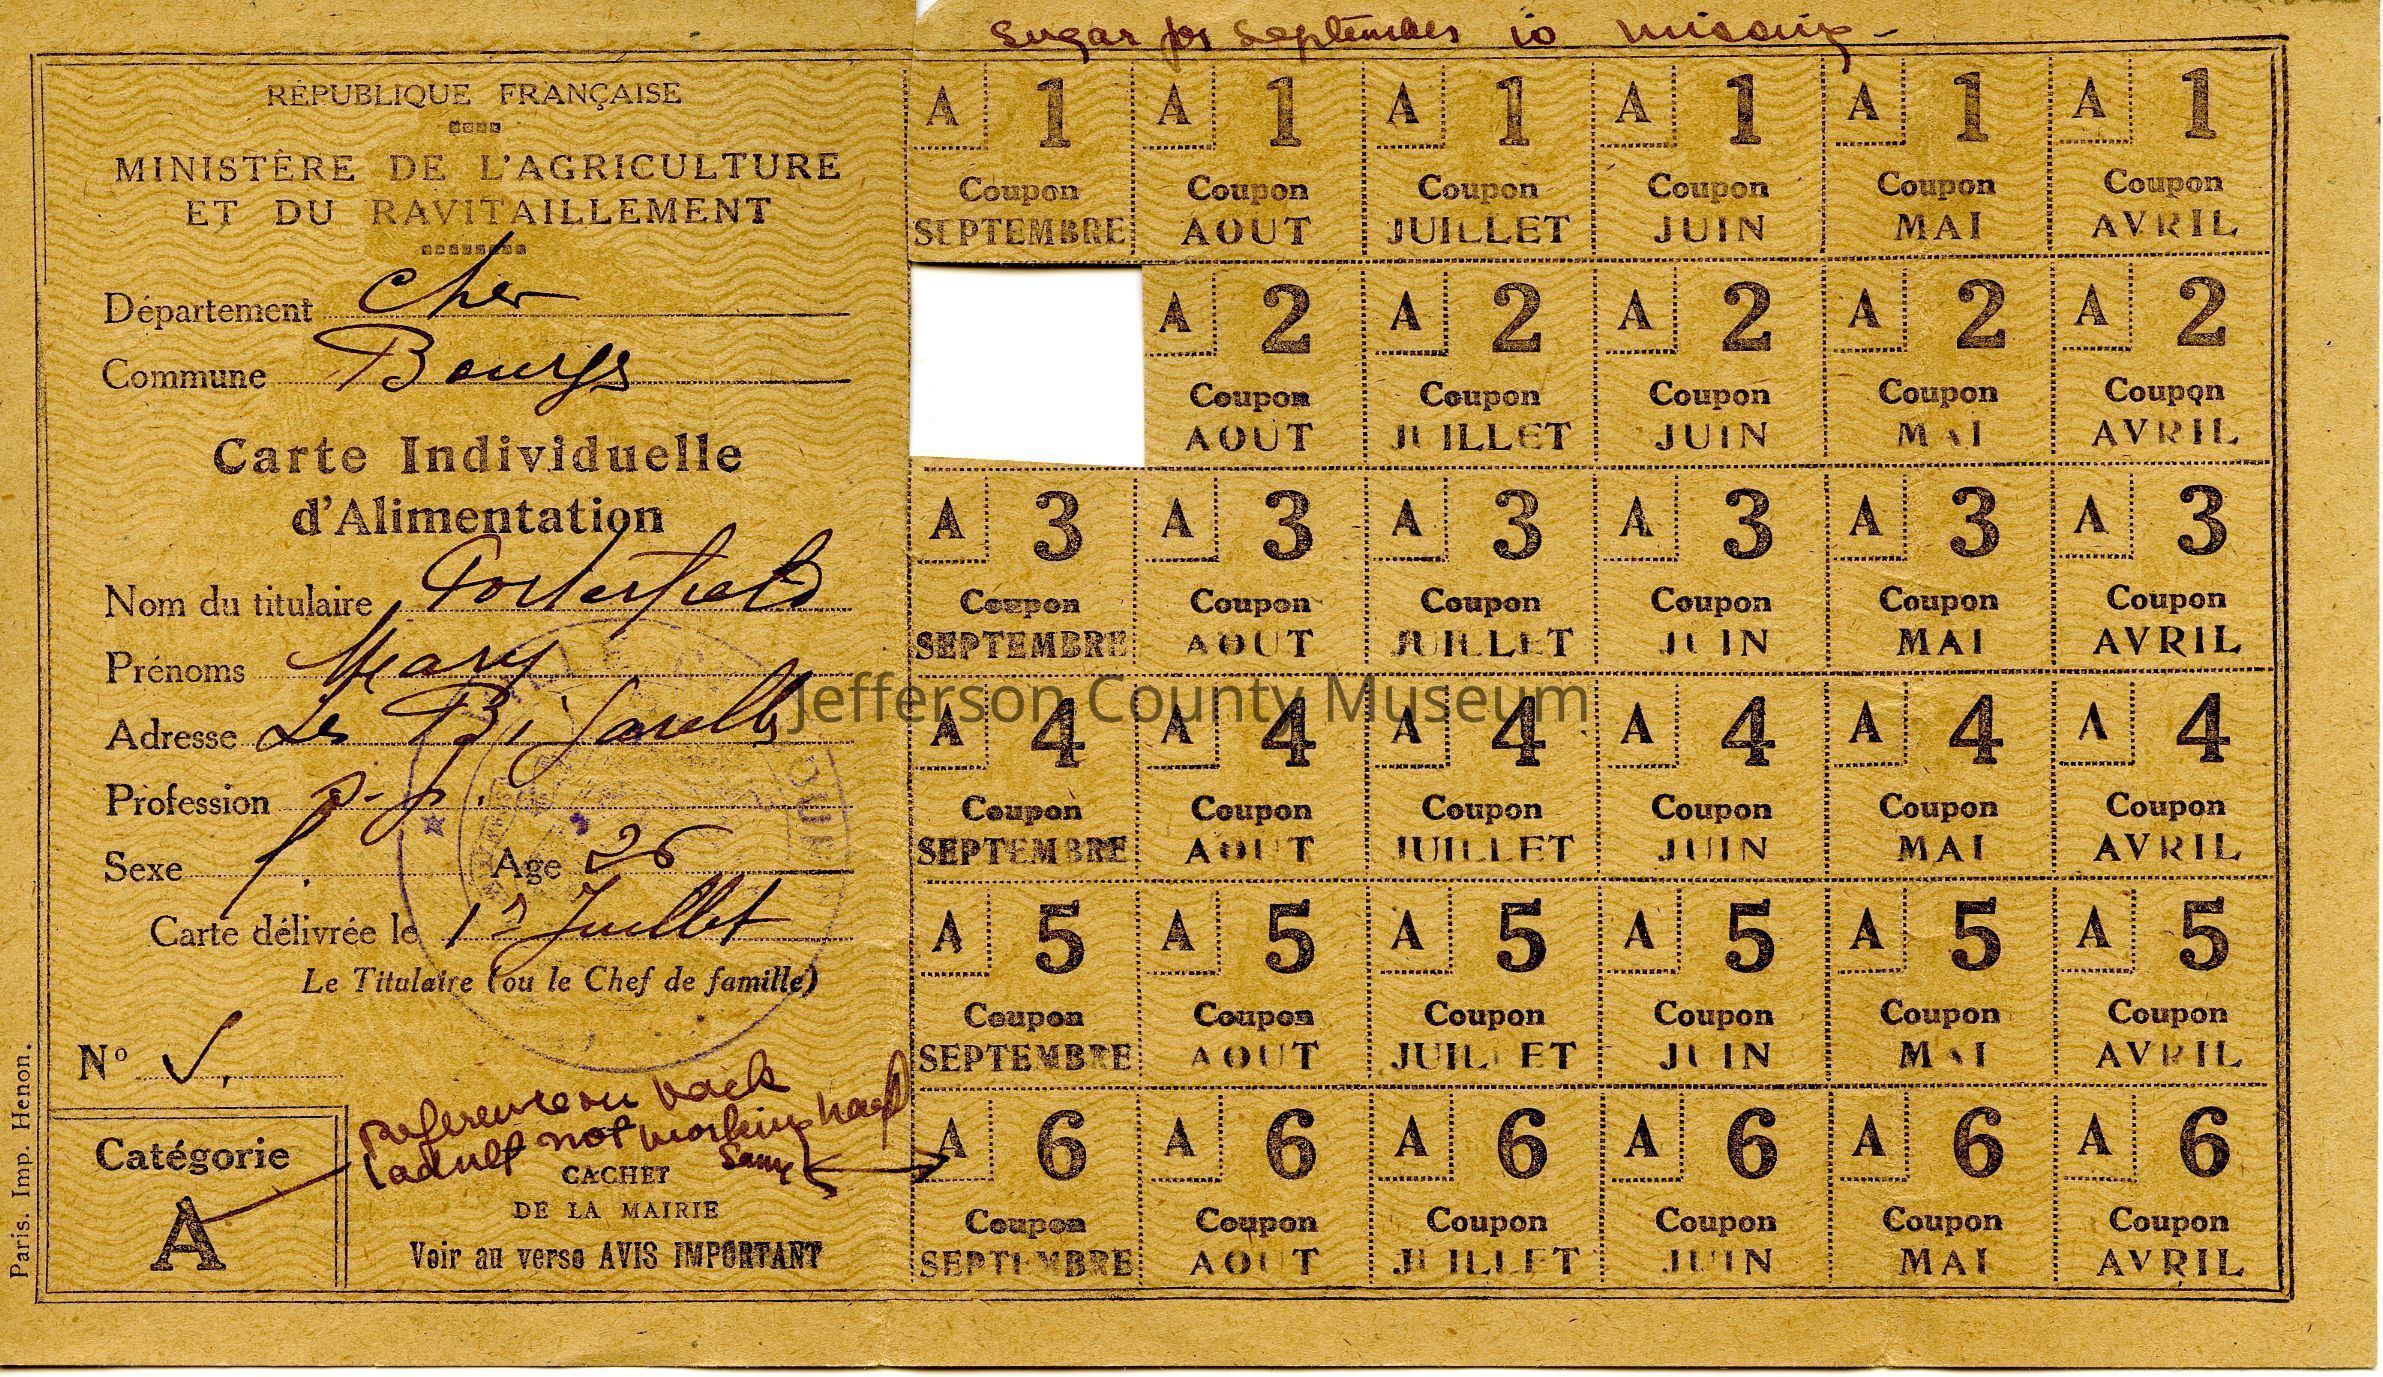 Sugar for September is missing -
RÉPUBLIQUE FRANÇAISE
MINISTÈRE DE L'AGRICULTURE
ET DU RAVITAILLEMENT
Département Cher
Commune Bourges
Carte Individuelle
d'Alimentation
Nom du titulaire Porterfield
Prénoms Mary
Adresse Les Bigarelles
Profession s.p.
Sexe f. Age 26
Carte délivrée le 1er Juillet
Le Titulaire (ou le Chef de famille)
No
Reference on back
adult not working hard
same
Catégorie
A
CACHET
DE LA MAIRIE
Voir au verso AVIS IMPORTANT
Paris. Imp. Henon.
A 1 A 1 A 1 A 1 A 1 A 1
Coupon Coupon Coupon Coupon Coupon Coupon
SEPTEMBRE AOUT JUILLET JUIN MAI AVRIL
A 2 A 2 A 2 A 2 A 2
Coupon Coupon Coupon Coupon Coupon
AOUT JUILLET JUIN MAI AVRIL
A 3 A 3 A 3 A 3 A 3 A 3
Coupon Coupon Coupon Coupon Coupon Coupon
SEPTEMBRE AOUT JUILLET JUIN MAI AVRIL
A 4 A 4 A 4 A 4 A 4 A 4
Coupon Coupon Coupon Coupon Coupon Coupon
SEPTEMBRE AOUT JUILLET JUIN MAI AVRIL
A 5 A 5 A 5 A 5 A 5 A 5
Coupon Coupon Coupon Coupon Coupon Coupon
SEPTEMBRE AOUT JUILLET JUIN MAI AVRIL
A 6 A 6 A 6 A 6 A 6 A 6
Coupon Coupon Coupon Coupon Coupon Coupon
SEPTEMBRE AOUT JUILLET JUIN MAI AVRIL
Jefferson County Museum